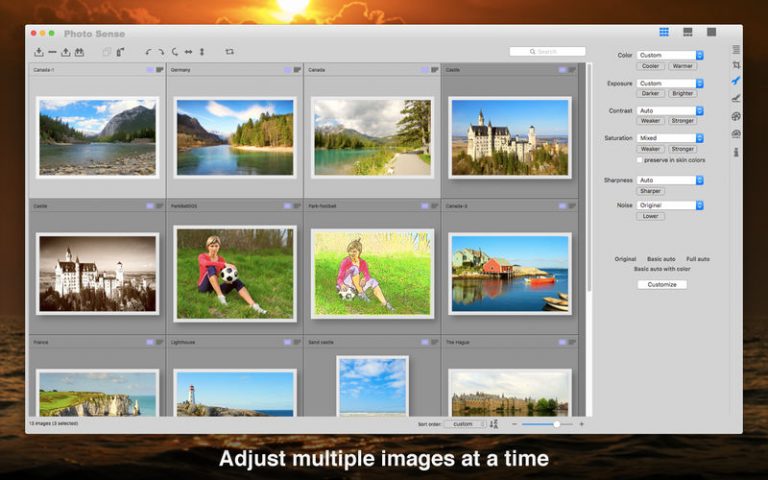 Photo Sense
Search
Canada-1
Germany
Canada
Castle
Color Custom
Cooler Warmer
Exposure Custom
Darker Brighter
Contrast Auto
Weaker Stronger
Saturation Mixed
Weaker Stronger
preserve in skin colors
Sharpness Auto
Sharper
Noise Original
Lower
Castle
Park-football
Canada-3
Original Basic auto Full auto
Basic auto with color
Customize
France
Lighthouse
Sand castle
The Hague
13 images (3 selected)
Sort order: custom
Adjust multiple images at a time